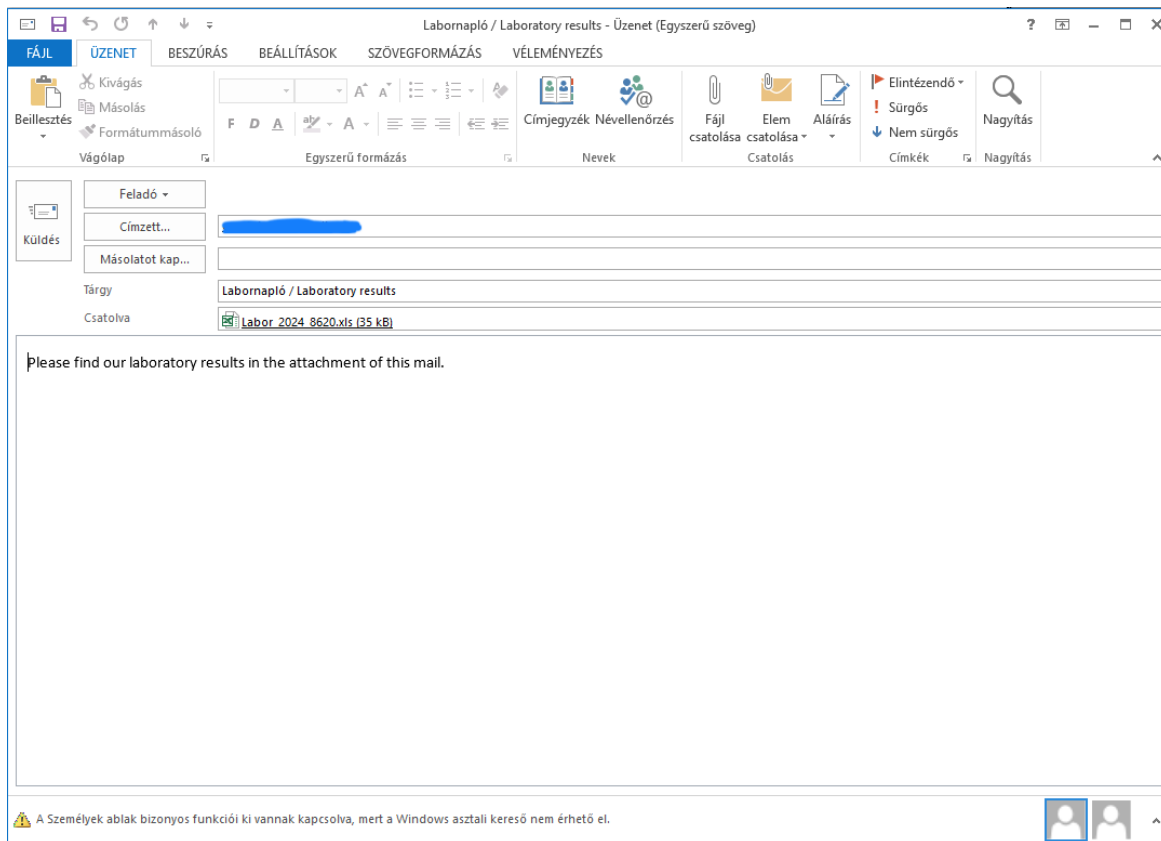 Labornapló / Laboratory results - Üzenet (Egyszerű szöveg)
?
FÁJL ÜZENET BESZÚRÁS BEÁLLÍTÁSOK SZÖVEGFORMÁZÁS VÉLEMÉNYEZÉS
Beillesztés
Kivágás
Másolás
Formátummásoló
Vágólap
A A
F D A aby A
Egyszerű formázás
Címjegyzék Névellenőrzés
Nevek
Fájl csatolása
Elem csatolása
Aláírás
Csatolás
Elintézendő
! Sürgős
Nem sürgős
Címkék
Nagyítás
Nagyítás
Küldés
Feladó
Címzett...
Másolatot kap...
Tárgy Labornapló / Laboratory results
Csatolva Labor_2024_8620.xls (35 kB)
Please find our laboratory results in the attachment of this mail.
A Személyek ablak bizonyos funkciói ki vannak kapcsolva, mert a Windows asztali kereső nem érhető el.